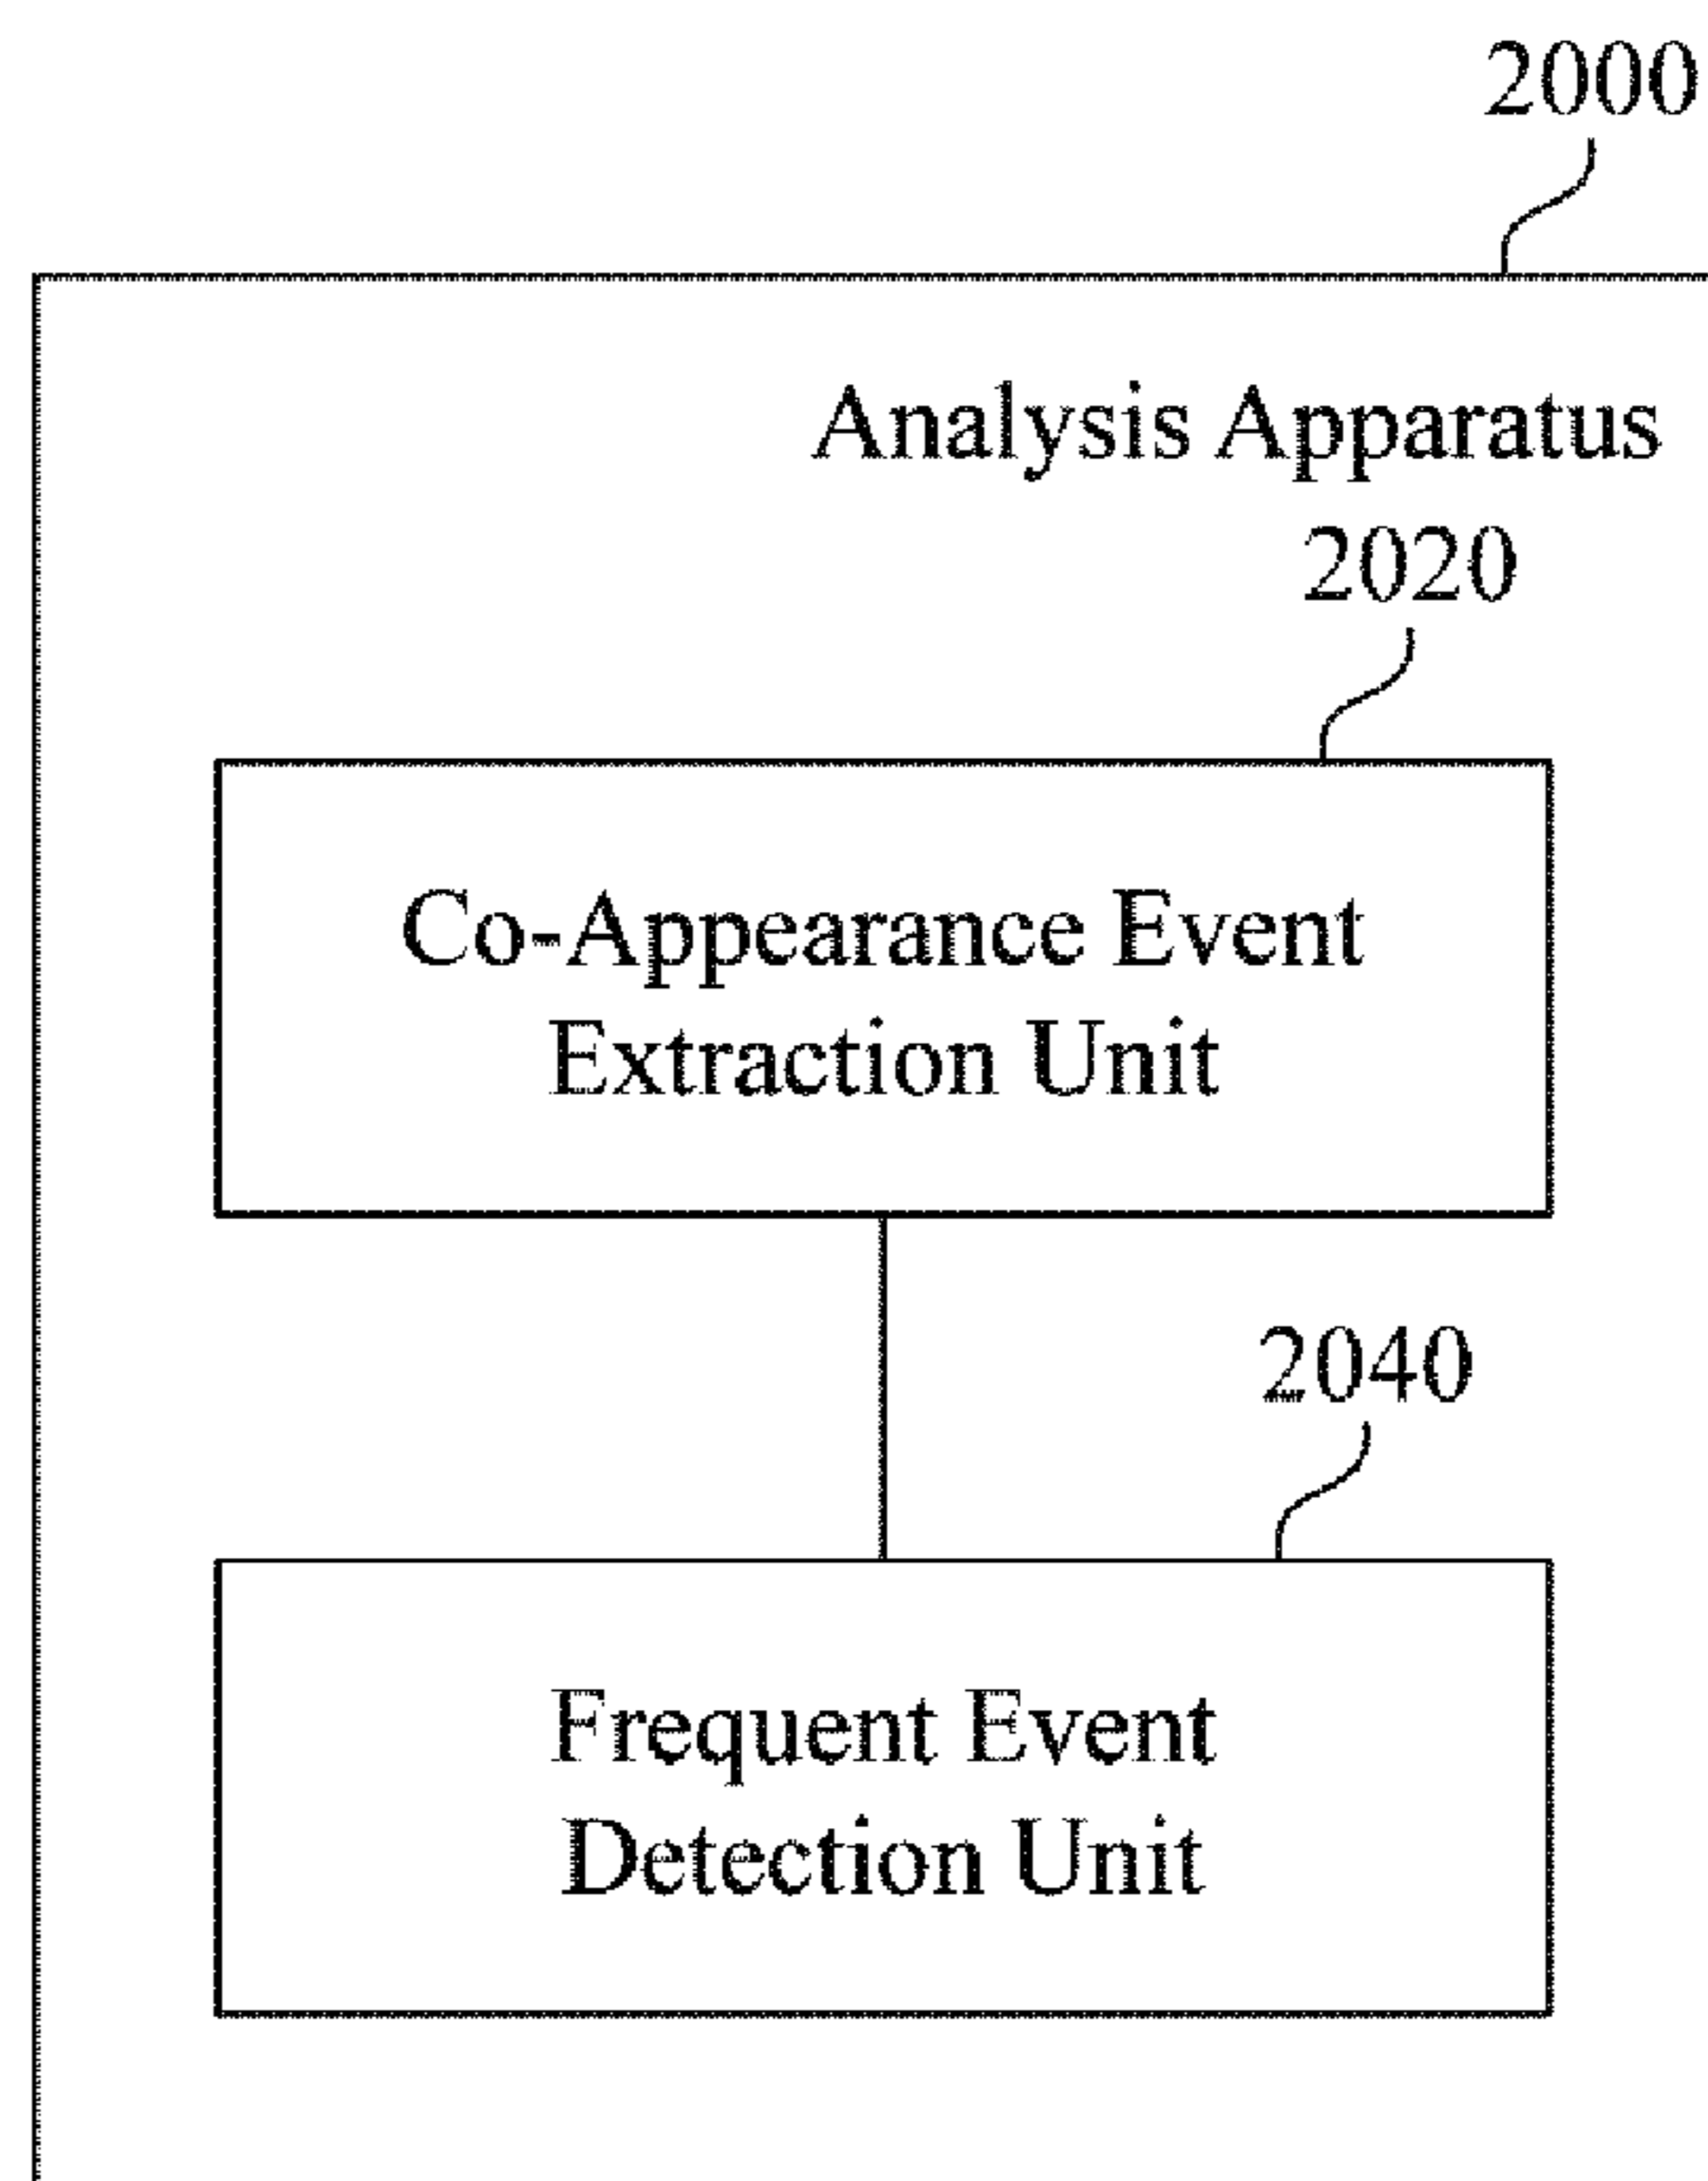 2000
Analysis Apparatus
2020
Co-Appearance Event
Extraction Unit
2040
Frequent Event
Detection Unit